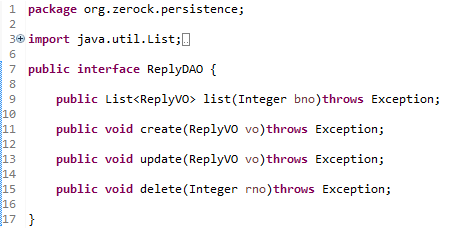 1 package org.zerock.persistence;
2
3 import java.util.List;
6
7 public interface ReplyDAO {
8
9 public List<ReplyVO> list(Integer bno)throws Exception;
10
11 public void create(ReplyVO vo)throws Exception;
12
13 public void update(ReplyVO vo)throws Exception;
14
15 public void delete(Integer rno)throws Exception;
16
17 }